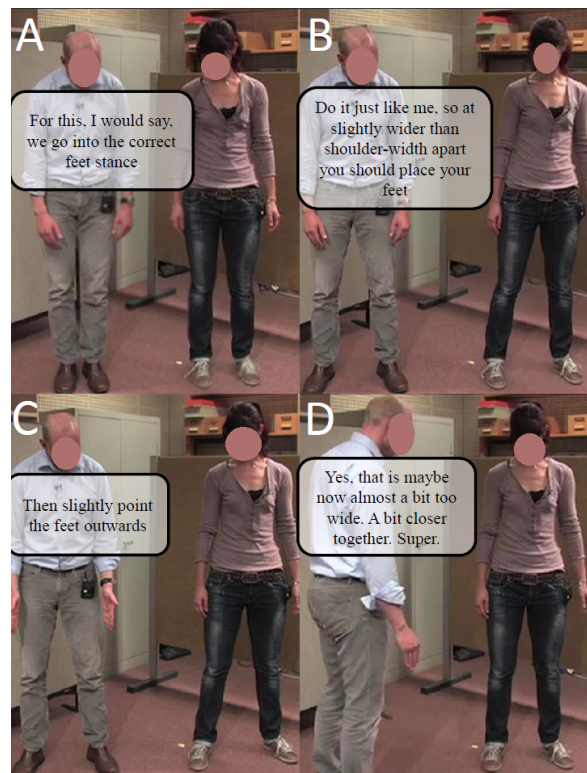 A
For this, I would say,
we go into the correct
feet stance
B
Do it just like me, so at
slightly wider than
shoulder-width apart
you should place your
feet
C
Then slightly point
the feet outwards
D
Yes, that is maybe
now almost a bit too
wide. A bit closer
together. Super.